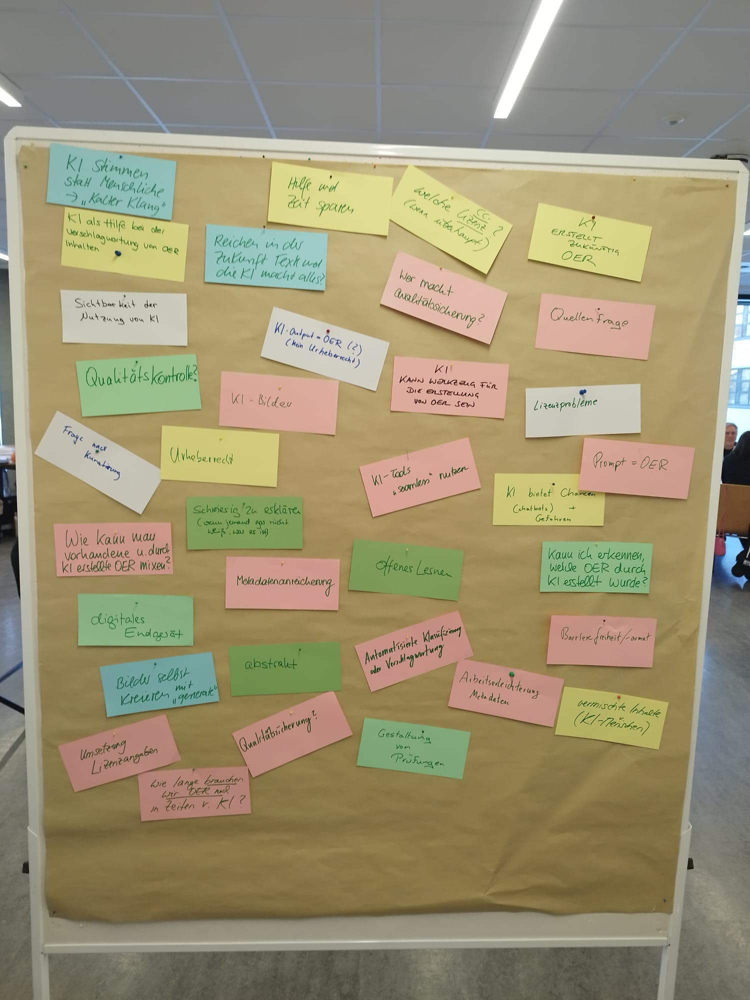 KI Stimmen
statt Menschliche
→ „Kalter Klang"
KI als Hilfe bei der
Verschlagwortung von OER
Inhalten
Hilfe und
Zeit sparen
Welche CC-
Lizenz?
(wenn überhaupt)
KI
ERSTELLT
ZUKÜNFTIG
OER
Reichen in der
Zukunft Text und
die KI macht alles?
Wer macht
Qualitätssicherung?
Sichtbarkeit der
Nutzung von KI
KI-Output = OER (?)
(kein Urheberrecht)
Quellenfrage
Qualitätskontrolle?
KI-Bilder
KI
KANN WERKZEUG FÜR
DIE ERSTELLUNG
VON OER SEIN
Lizenzprobleme
Frage nach
Kuratierung
Urheberrecht
KI-Tools
„seamless" nutzen
Prompt = OER
KI bietet Chancen
(Chatbots) +
Gefahren
Schwierig zu erklären
(wenn jemand gar nicht
weiß, was es ist)
Wie kann man
vorhandene u. durch
KI erstellte OER mixen?
Metadatenanreicherung
offenes Lernen
Kann ich erkennen,
welche OER durch
KI erstellt wurde?
digitales
Endgerät
Automatisierte Klassifizierung
oder Verschlagwortung
Barrierefreiheit/-armut
Bilder selbst
kreieren mit
„generate"
abstrakt
Arbeitserleichterung
Metadaten
vermischte Inhalte
(KI-Menschen)
Umsetzung
Lizenzangaben
Qualitätssicherung?
Gestaltung
von
Prüfungen
Wie lange brauchen
wir OER noch
in Zeiten v. KI?